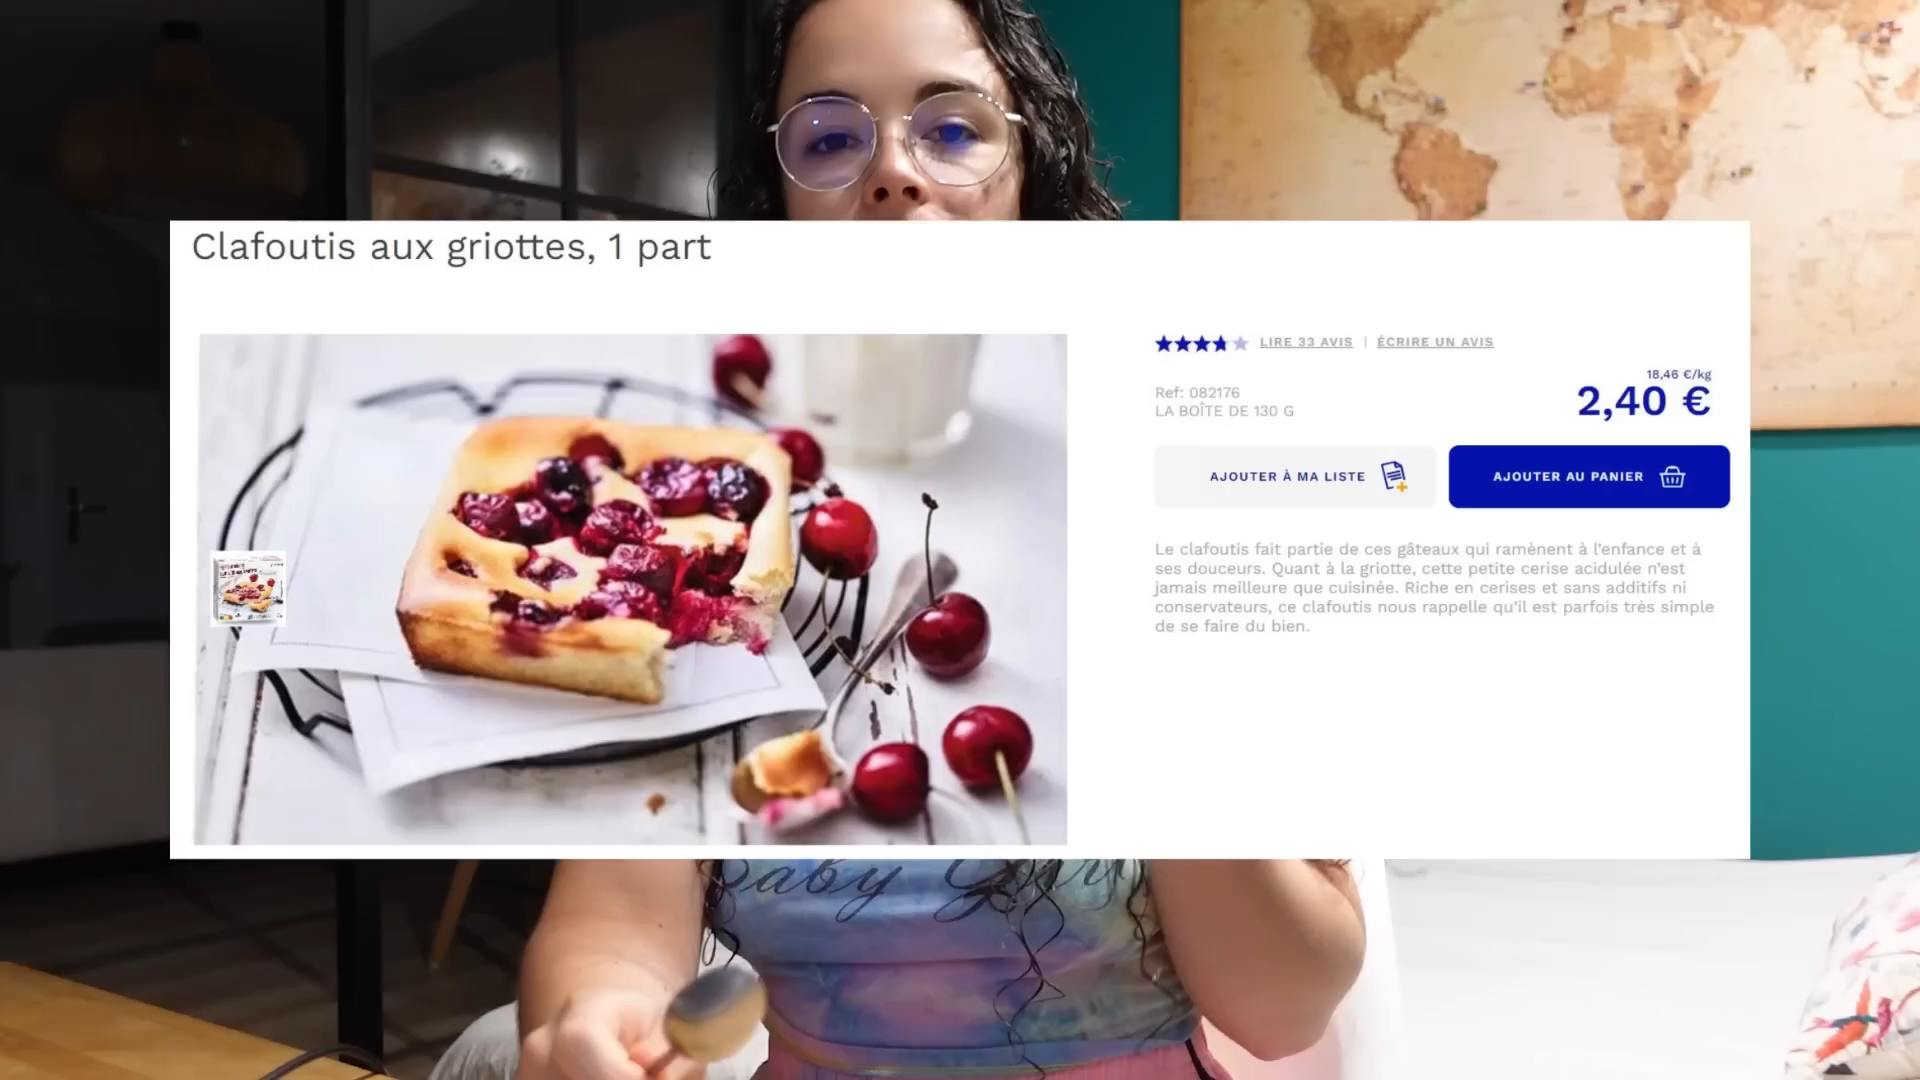 Clafoutis aux griottes, 1 part
LIRE 33 AVIS | ÉCRIRE UN AVIS
18,46 €/kg
2,40 €
Ref: 082176
LA BOÎTE DE 130 G
AJOUTER À MA LISTE
AJOUTER AU PANIER
Le clafoutis fait partie de ces gâteaux qui ramènent à l'enfance et à
ses douceurs. Quant à la griotte, cette petite cerise acidulée n'est
jamais meilleure que cuisinée. Riche en cerises et sans additifs ni
conservateurs, ce clafoutis nous rappelle qu'il est parfois très simple
de se faire du bien.
Baby Girl